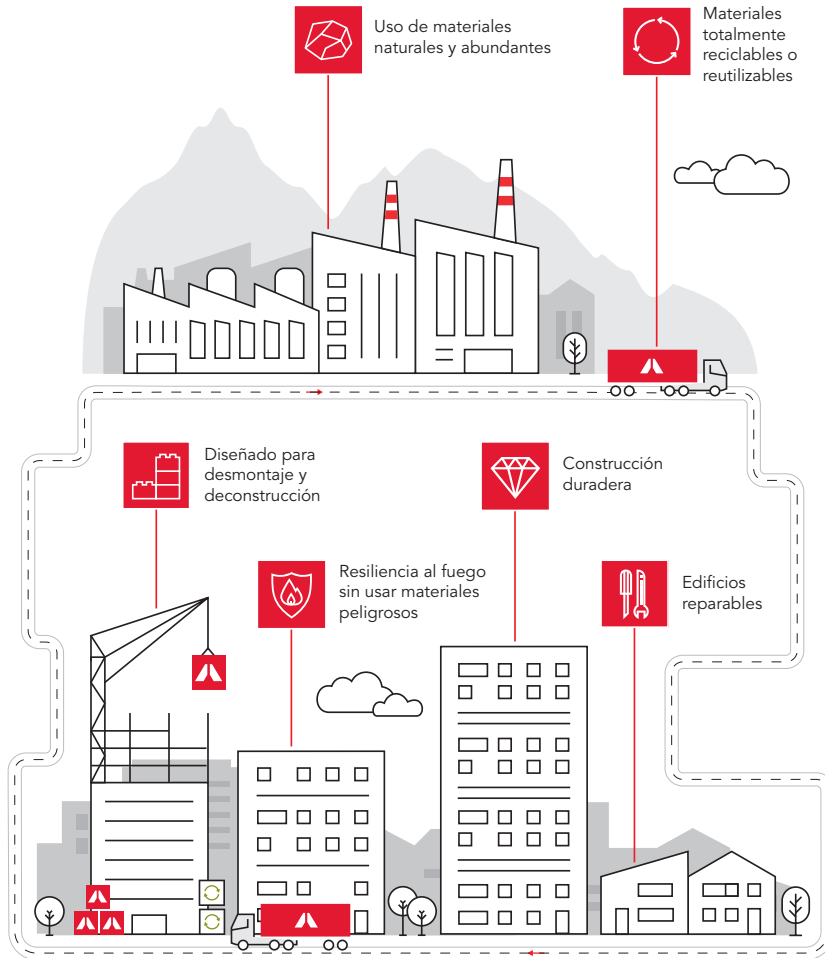 Uso de materiales
naturales y abundantes
Materiales
totalmente
reciclables o
reutilizables
Diseñado para
desmontaje y
deconstrucción
Construcción
duradera
Resiliencia al fuego
sin usar materiales
peligrosos
Edificios
reparables